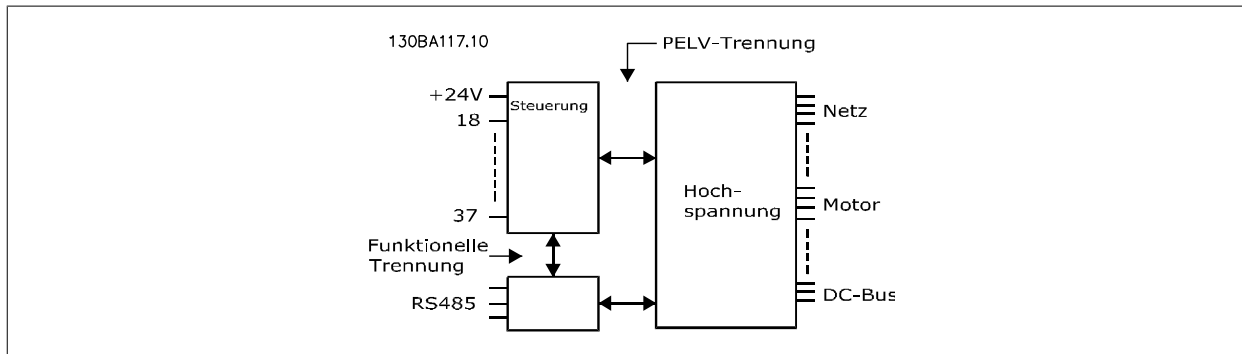 130BA117.10
PELV-Trennung
+24V
Steuerung
18
Netz
Hoch-
spannung
37
Motor
Funktionelle
Trennung
RS485
DC-Bus